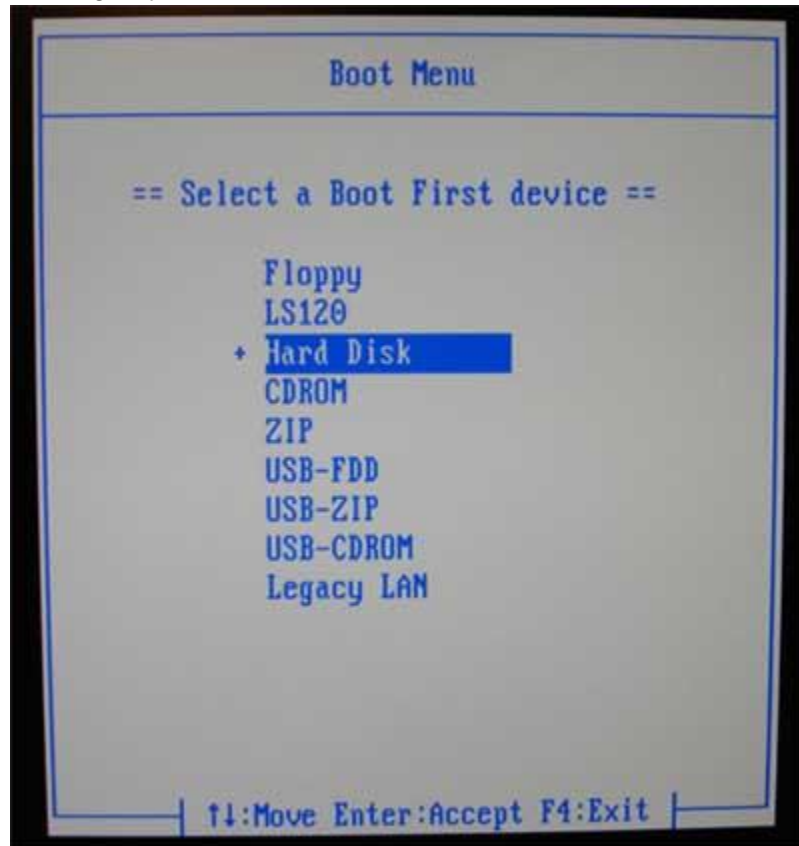 Boot Menu
== Select a Boot First device ==
Floppy
LS120
+ Hard Disk
CDROM
ZIP
USB-FDD
USB-ZIP
USB-CDROM
Legacy LAN
↑↓:Move Enter:Accept F4:Exit